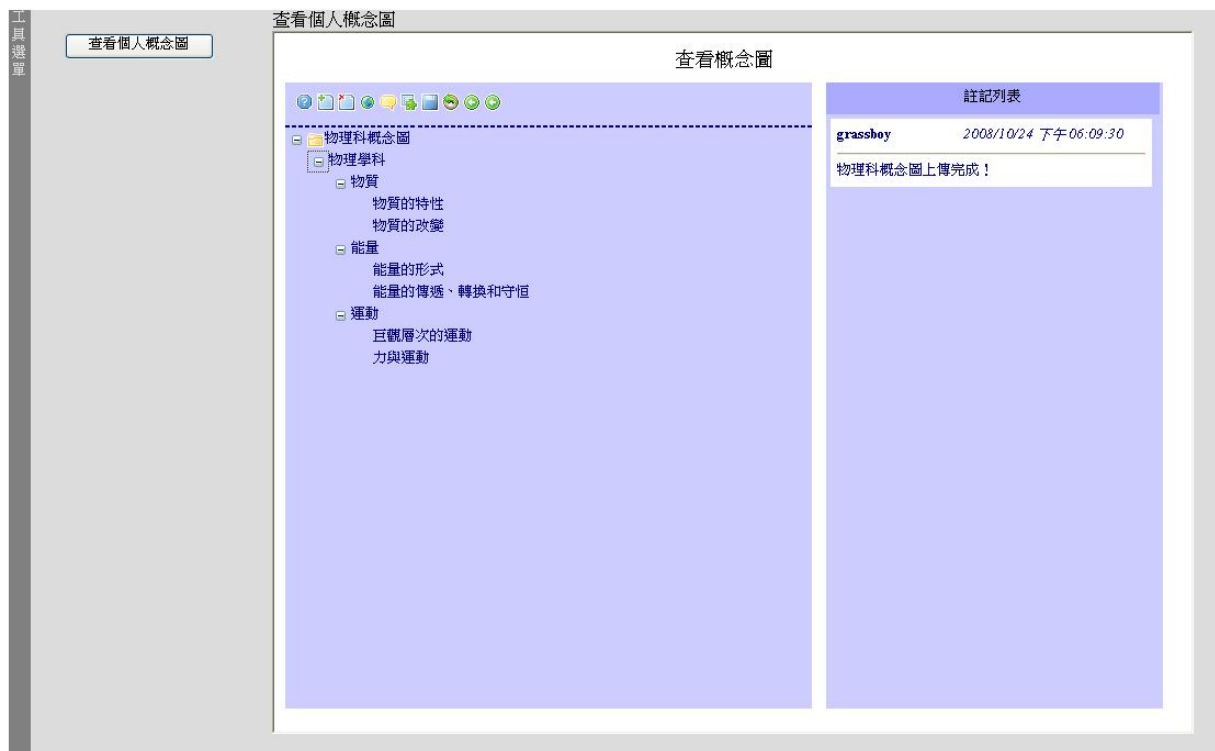 工具選單
查看個人概念圖
查看個人概念圖
查看概念圖
物理科概念圖
物理學科
物質
物質的特性
物質的改變
能量
能量的形式
能量的傳遞、轉換和守恒
運動
巨觀層次的運動
力與運動
註記列表
grassboy 2008/10/24 下午 06:09:30
物理科概念圖上傳完成！